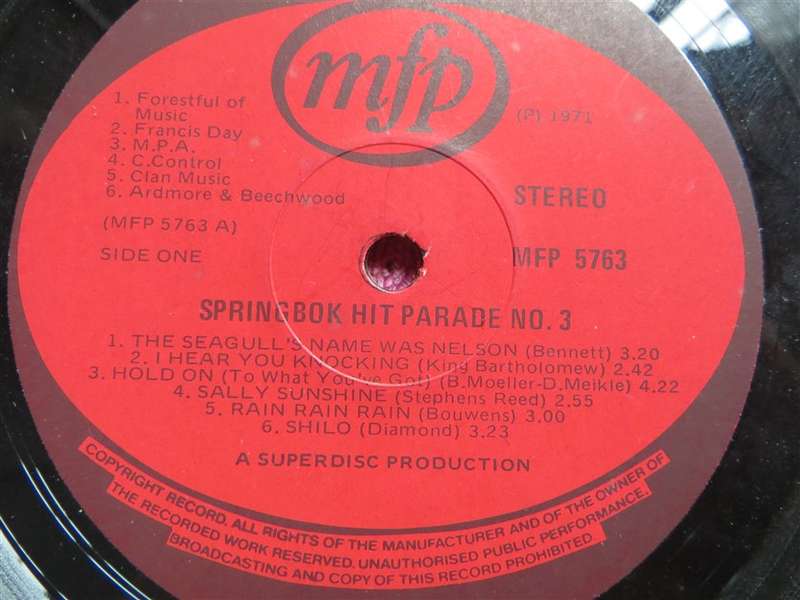 mfp
1. Forestful of
Music
2. Francis Day
3. M.P.A.
4. C.Control
5. Clan Music
6. Ardmore & Beechwood
(MFP 5763 A)
SIDE ONE
(P) 1971
STEREO
MFP 5763
SPRINGBOK HIT PARADE NO. 3
1. THE SEAGULL'S NAME WAS NELSON (Bennett) 3.20
2. I HEAR YOU KNOCKING (King Bartholomew) 2.42
3. HOLD ON (To What You've Got) (B.Moeller-D.Meikle) 4.22
4. SALLY SUNSHINE (Stephens Reed) 2.55
5. RAIN RAIN RAIN (Bouwens) 3.00
6. SHILO (Diamond) 3.23
A SUPERDISC PRODUCTION
COPYRIGHT RECORD. ALL RIGHTS OF THE MANUFACTURER AND OF THE OWNER OF
THE RECORDED WORK RESERVED. UNAUTHORISED PUBLIC PERFORMANCE,
BROADCASTING AND COPY OF THIS RECORD PROHIBITED.